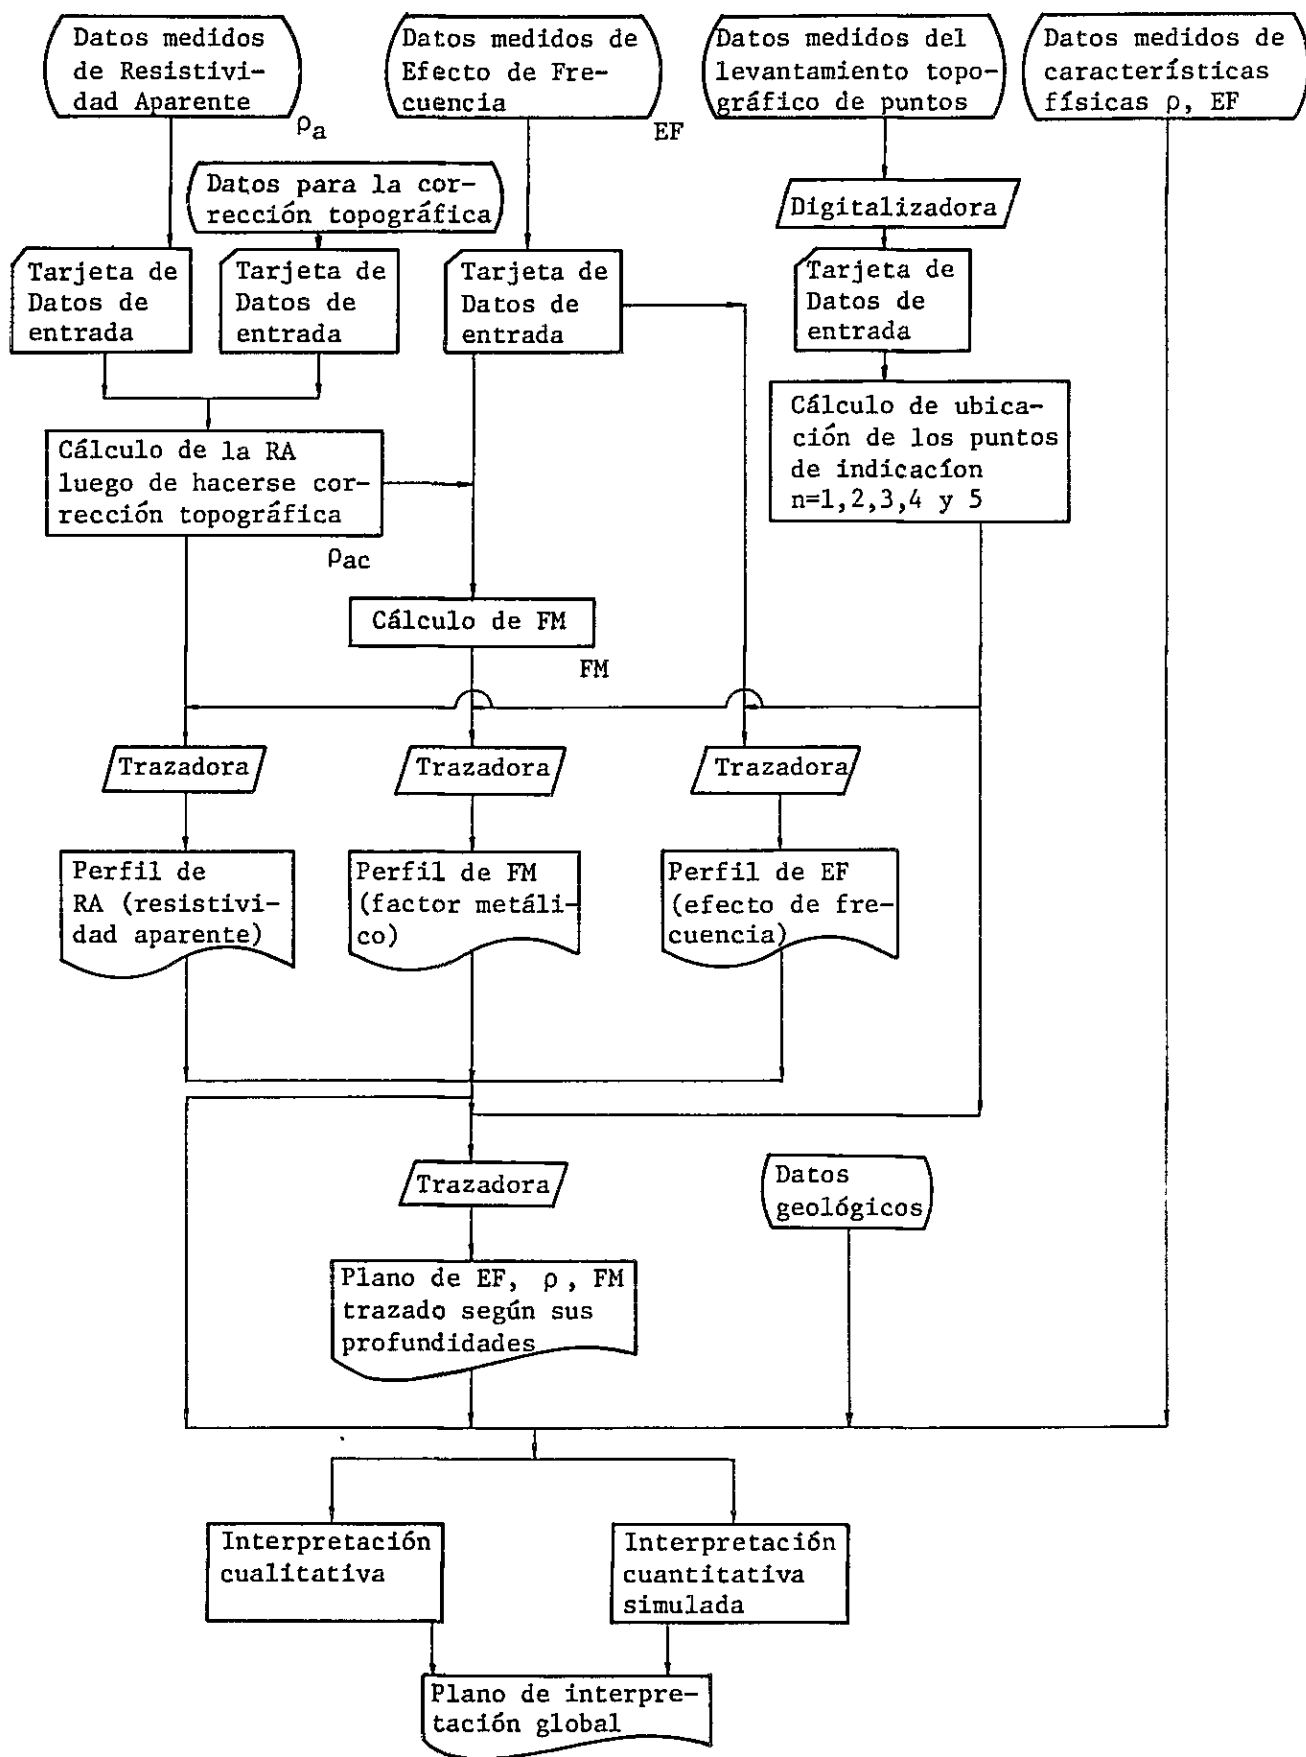 Datos medidos
de Resistivi-
dad Aparente
ρa
Datos medidos de
Efecto de Fre-
cuencia
EF
Datos medidos del
levantamiento topo-
gráfico de puntos
Datos medidos de
características
físicas ρ, EF
Datos para la cor-
rección topográfica
Digitalizadora
Tarjeta de
Datos de
entrada
Tarjeta de
Datos de
entrada
Tarjeta de
Datos de
entrada
Tarjeta de
Datos de
entrada
Cálculo de la RA
luego de hacerse cor-
rección topográfica
ρac
Cálculo de ubica-
ción de los puntos
de indicacíon
n=1,2,3,4 y 5
Cálculo de FM
FM
Trazadora
Trazadora
Trazadora
Perfil de
RA (resistivi-
dad aparente)
Perfil de FM
(factor metáli-
co)
Perfil de EF
(efecto de fre-
cuencia)
Trazadora
Datos
geológicos
Plano de EF, ρ, FM
trazado según sus
profundidades
Interpretación
cualitativa
Interpretación
cuantitativa
simulada
Plano de interpre-
tación global